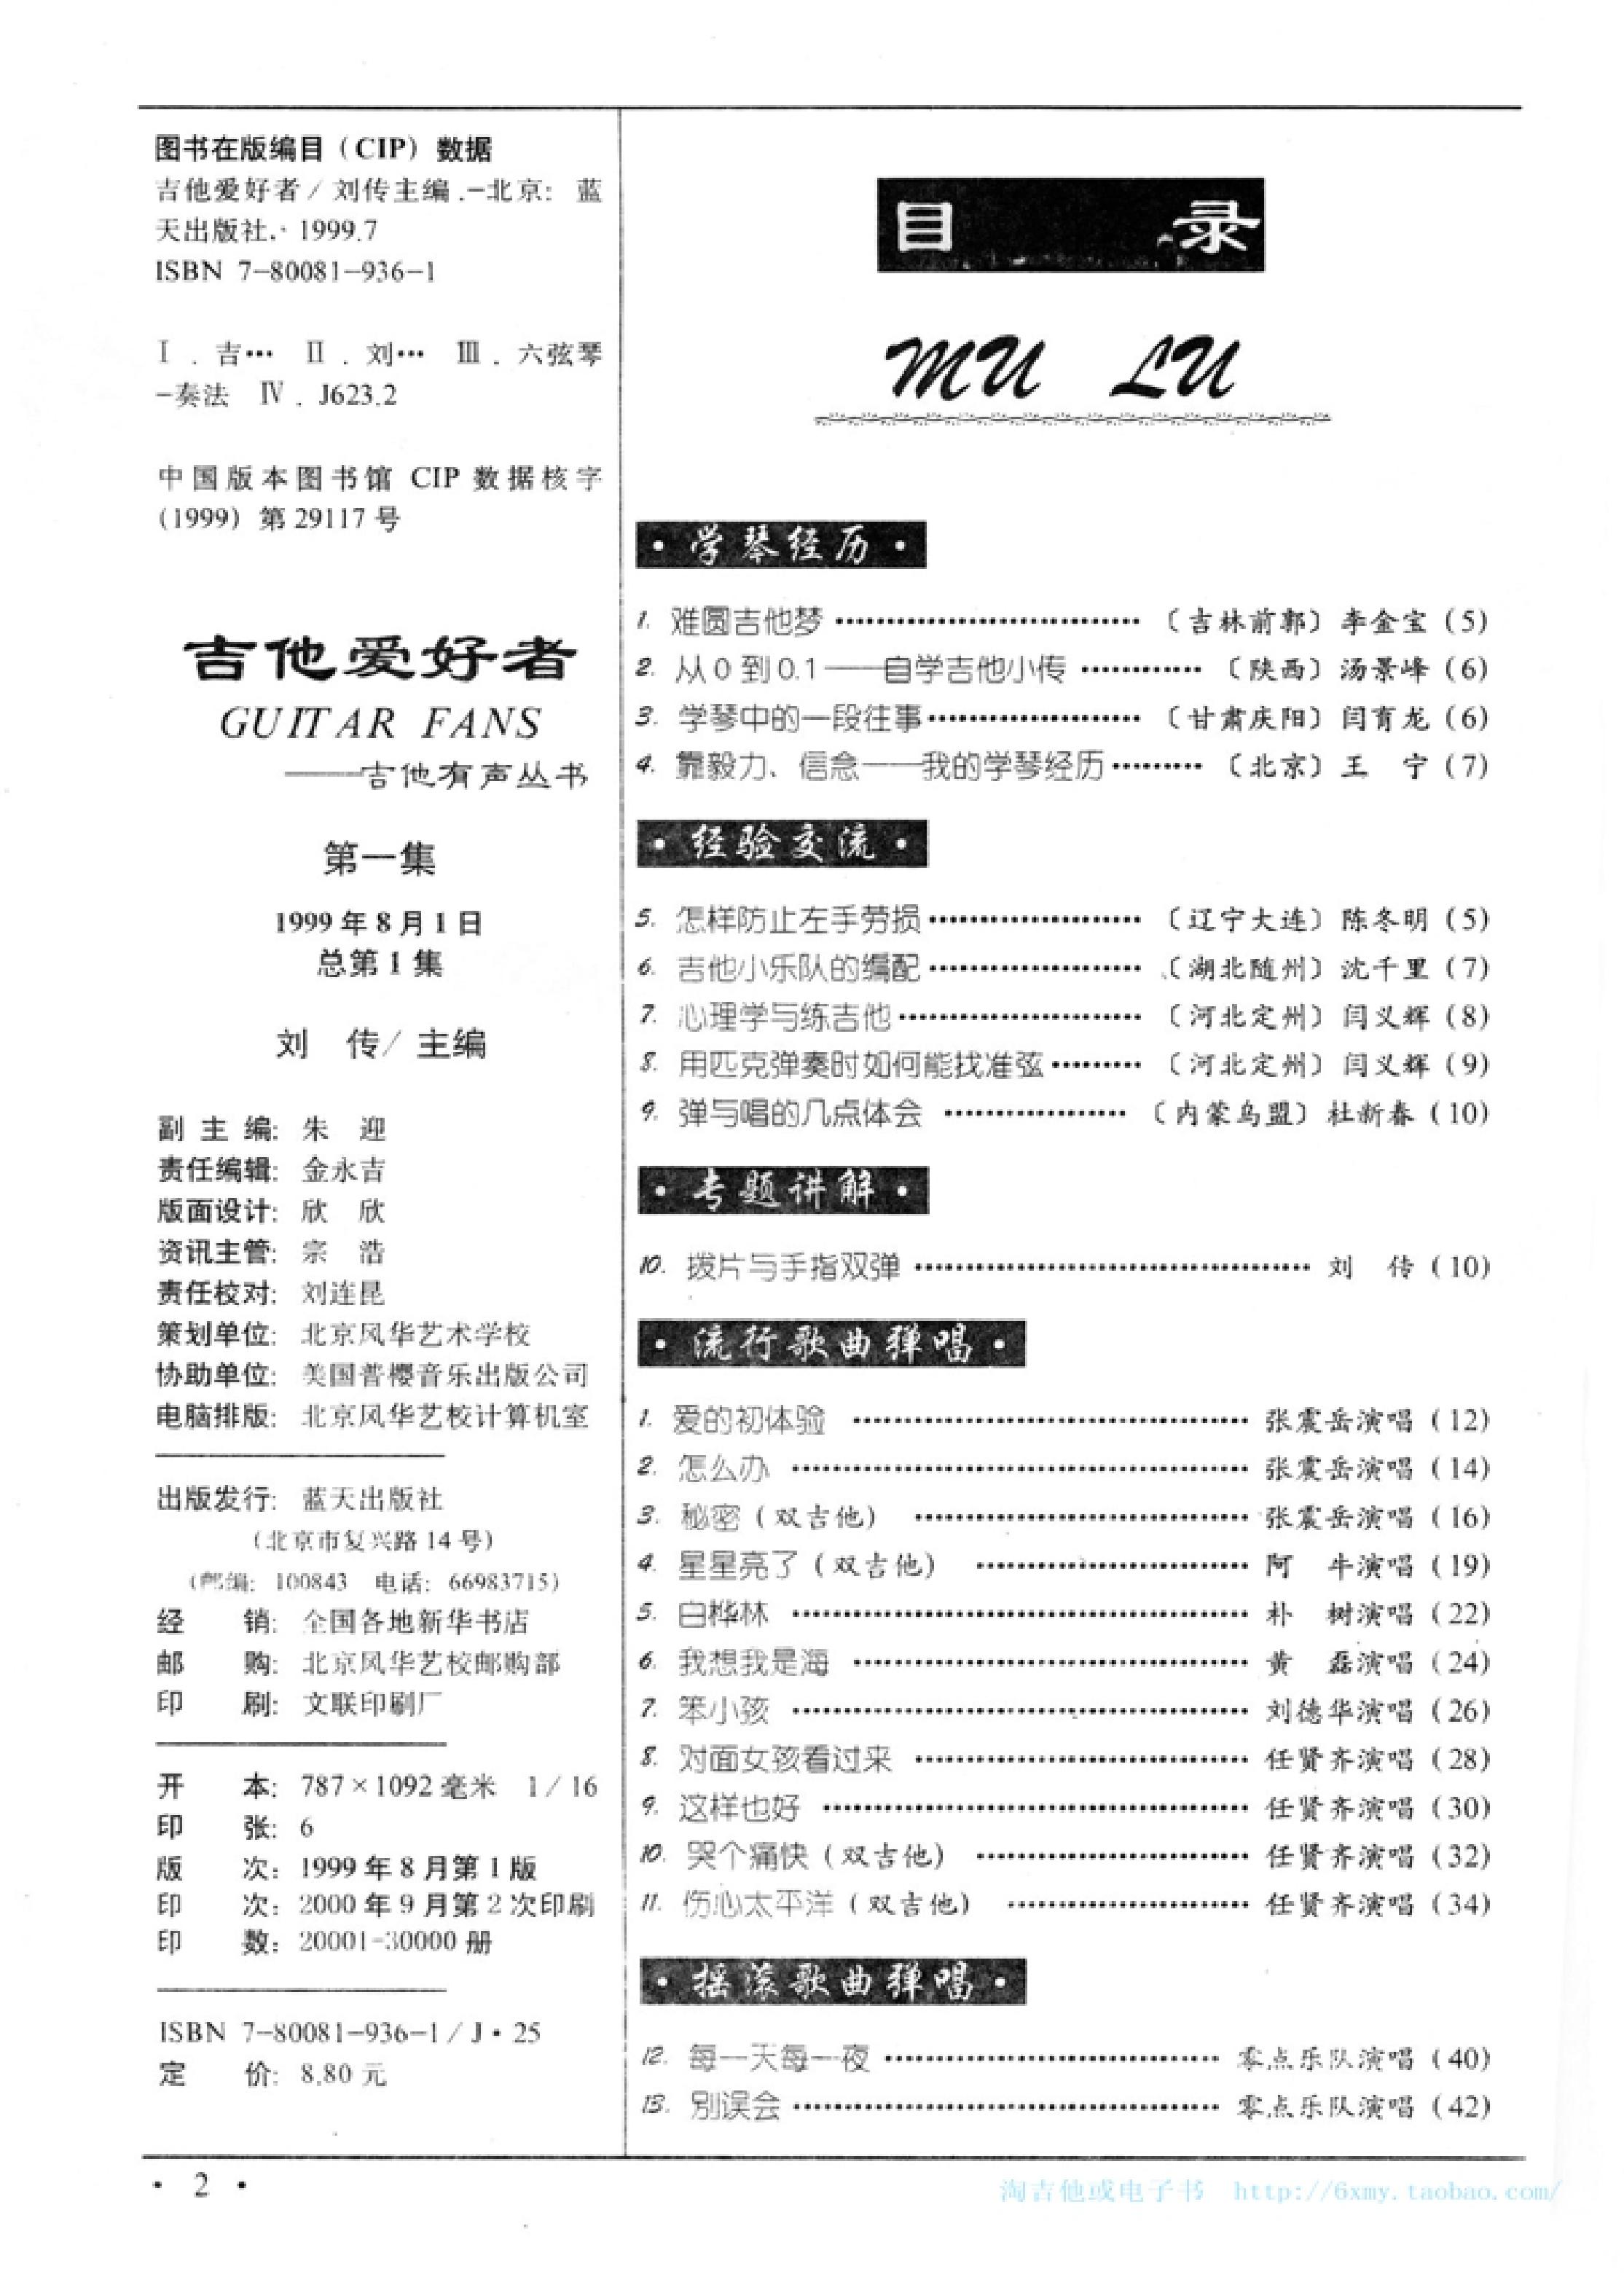 图书在版编目(CIP)数据
吉他爱好者/刘传主编.—北京:蓝
天出版社,1999.7
ISBN 7-80081-936-1
Ⅰ.吉… Ⅱ.刘… Ⅲ.六弦琴
-奏法 Ⅳ.J623.2
中国版本图书馆 CIP 数据核字
(1999)第 29117 号
吉他爱好者
GUITAR FANS
——吉他有声丛书
第一集
1999年8月1日
总第1集
刘 传/主编
副主编: 朱 迎
责任编辑: 金永吉
版面设计: 欣 欣
资讯主管: 宗 浩
责任校对: 刘连昆
策划单位: 北京风华艺术学校
协助单位: 美国普樱音乐出版公司
电脑排版: 北京风华艺校计算机室
出版发行: 蓝天出版社
(北京市复兴路14号)
(邮编: 100843 电话: 66983715)
经 销: 全国各地新华书店
邮 购: 北京风华艺校邮购部
印 刷: 文联印刷厂
开 本: 787×1092毫米 1/16
印 张: 6
版 次: 1999年8月第1版
印 次: 2000年9月第2次印刷
印 数: 20001-30000册
ISBN 7-80081-936-1/J·25
定 价: 8.80元
目 录
MU LU
·学琴经历·
1. 难圆吉他梦……〔吉林前郭〕李金宝(5)
2. 从0到0.1——自学吉他小传……〔陕西〕汤景峰(6)
3. 学琴中的一段往事……〔甘肃庆阳〕闫育龙(6)
4. 靠毅力、信念——我的学琴经历……〔北京〕王 宁(7)
·经验交流·
5. 怎样防止左手劳损……〔辽宁大连〕陈冬明(5)
6. 吉他小乐队的编配……〔湖北随州〕沈千里(7)
7. 心理学与练吉他……〔河北定州〕闫义辉(8)
8. 用匹克弹奏时如何能找准弦……〔河北定州〕闫义辉(9)
9. 弹与唱的几点体会……〔内蒙乌盟〕杜新春(10)
·专题讲解·
10. 拨片与手指双弹……刘 传(10)
·流行歌曲弹唱·
1. 爱的初体验……张震岳演唱(12)
2. 怎么办……张震岳演唱(14)
3. 秘密(双吉他)……张震岳演唱(16)
4. 星星亮了(双吉他)……阿 牛演唱(19)
5. 白桦林……朴 树演唱(22)
6. 我想我是海……黄 磊演唱(24)
7. 笨小孩……刘德华演唱(26)
8. 对面女孩看过来……任贤齐演唱(28)
9. 这样也好……任贤齐演唱(30)
10. 哭个痛快(双吉他)……任贤齐演唱(32)
11. 伤心太平洋(双吉他)……任贤齐演唱(34)
·摇滚歌曲弹唱·
12. 每一天每一夜……零点乐队演唱(40)
13. 别误会……零点乐队演唱(42)
·2·
淘吉他或电子书 http://6xmy.taobao.com/